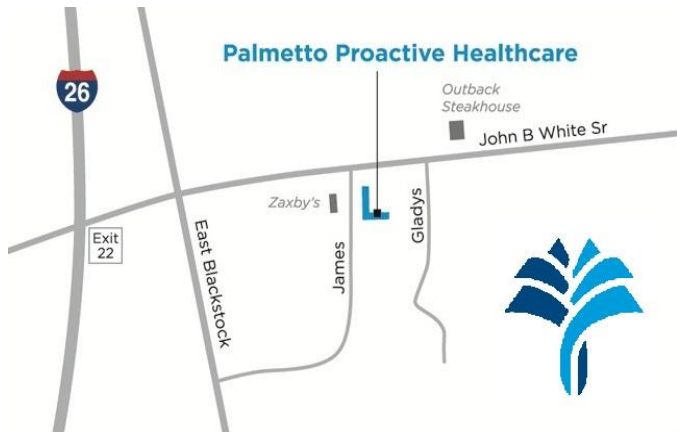 Palmetto Proactive Healthcare
26
Outback
Steakhouse
John B White Sr
Zaxby's
Exit
22
East Blackstock
James
Gladys